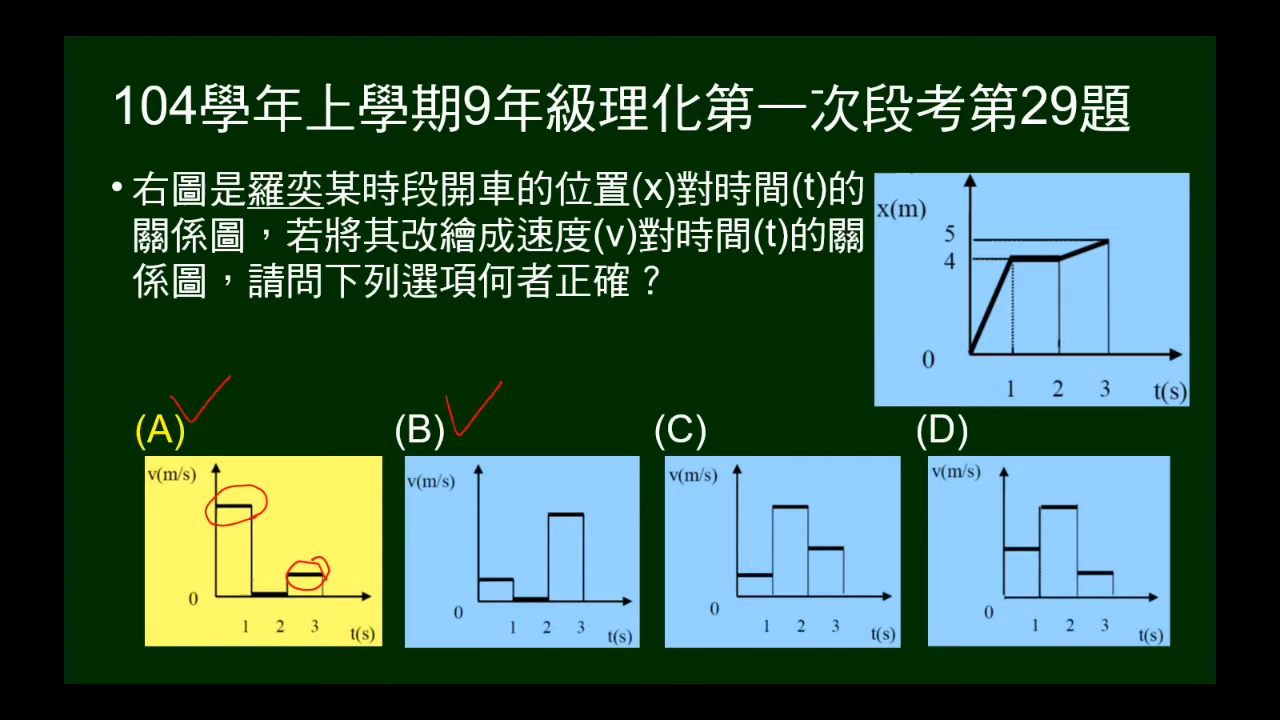 104學年上學期9年級理化第一次段考第29題
• 右圖是羅奕某時段開車的位置(x)對時間(t)的
關係圖，若將其改繪成速度(v)對時間(t)的關
係圖，請問下列選項何者正確？
x(m)
5
4
0
1 2 3 t(s)
(A) (B) (C) (D)
v(m/s)
0
1 2 3 t(s)
v(m/s)
0
1 2 3 t(s)
v(m/s)
0
1 2 3 t(s)
v(m/s)
0
1 2 3 t(s)